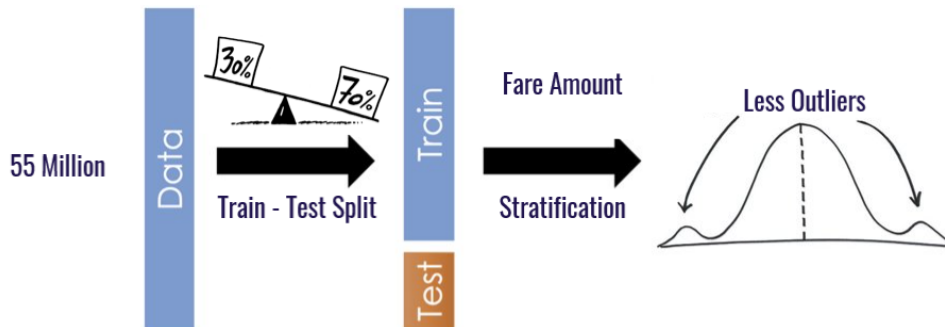 55 Million
Data
30%
70%
Train - Test Split
Train
Test
Fare Amount
Stratification
Less Outliers